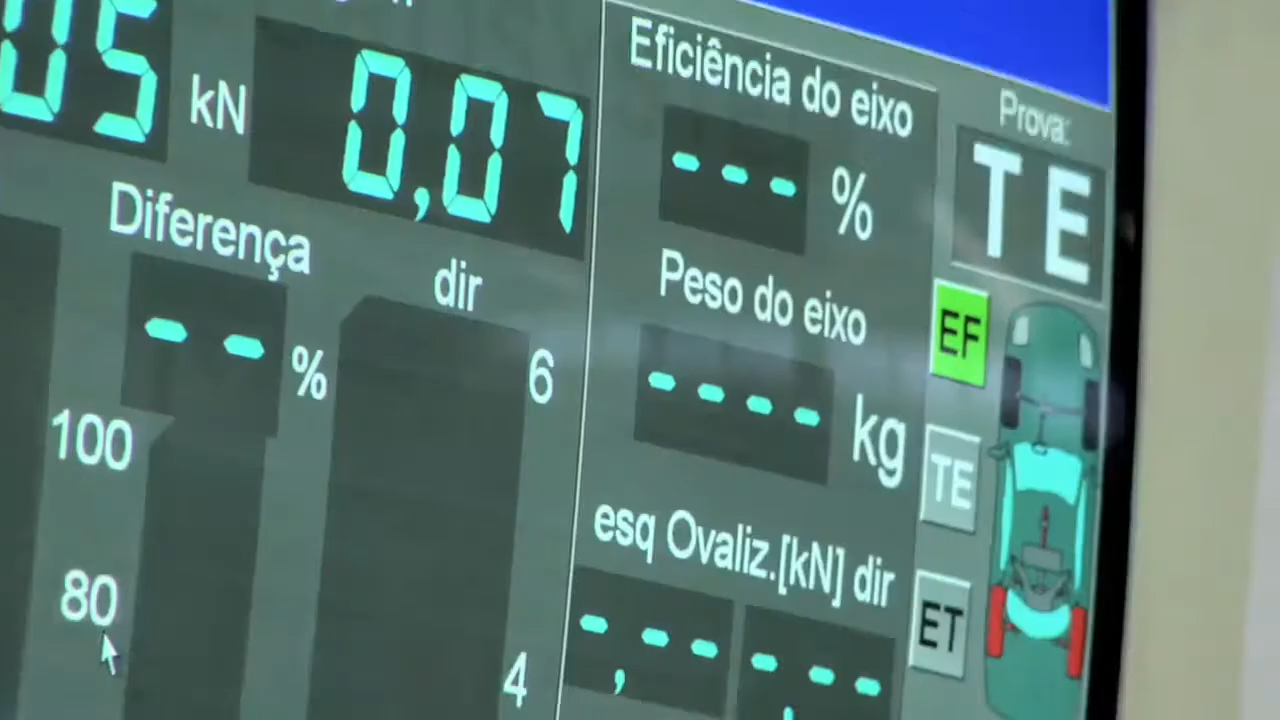 05 kN 0,07
Diferença
-- %
dir
100
80
6
4
Eficiência do eixo
--- %
Peso do eixo
---- kg
esq Ovaliz.[kN] dir
-,-- -,--
Prova:
TE
EF
TE
ET